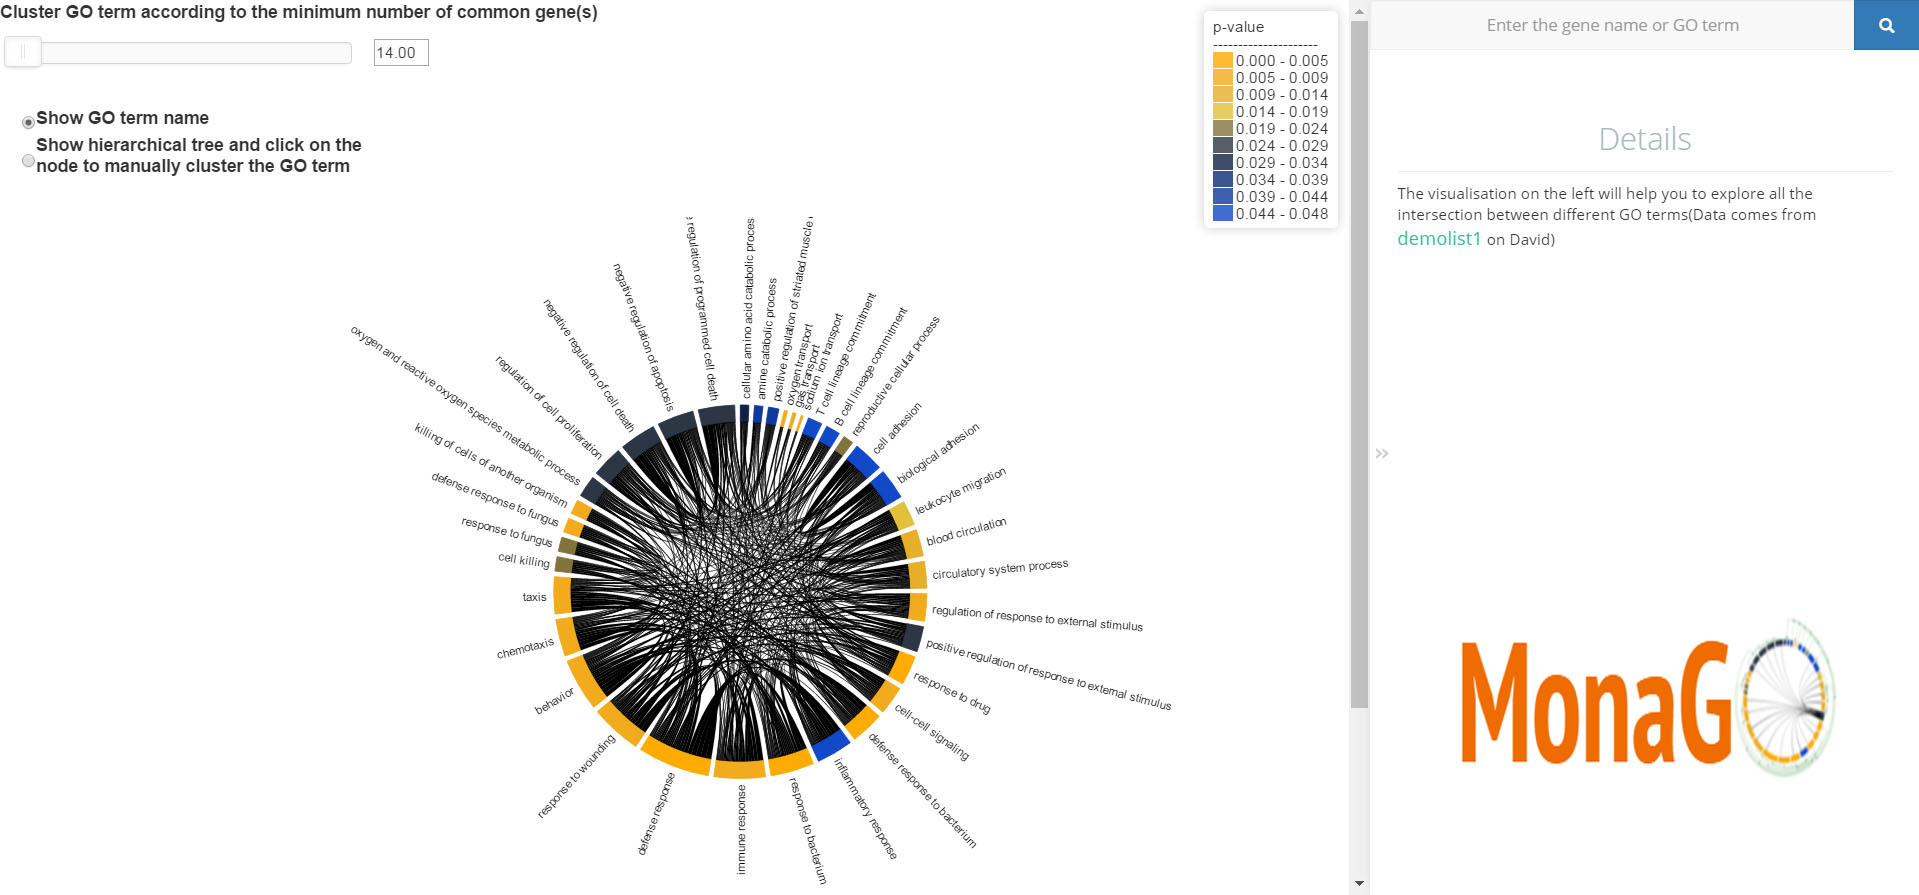 Cluster GO term according to the minimum number of common gene(s)
14.00
Show GO term name
Show hierarchical tree and click on the
node to manually cluster the GO term
p-value
---------------------
0.000 - 0.005
0.005 - 0.009
0.009 - 0.014
0.014 - 0.019
0.019 - 0.024
0.024 - 0.029
0.029 - 0.034
0.034 - 0.039
0.039 - 0.044
0.044 - 0.048
cellular amino acid catabolic proces
amine catabolic process
positive regulation of striated muscle
oxygen transport
gas transport
sodium ion transport
T cell lineage commitment
B cell lineage commitment
reproductive cellular process
cell adhesion
biological adhesion
leukocyte migration
blood circulation
circulatory system process
regulation of response to external stimulus
positive regulation of response to external stimulus
response to drug
cell-cell signaling
defense response to bacterium
inflammatory response
response to bacterium
immune response
defense response
response to wounding
behavior
chemotaxis
taxis
cell killing
response to fungus
defense response to fungus
killing of cells of another organism
oxygen and reactive oxygen species metabolic process
regulation of cell proliferation
negative regulation of cell death
negative regulation of apoptosis
regulation of programmed cell death
Enter the gene name or GO term
Details
The visualisation on the left will help you to explore all the
intersection between different GO terms(Data comes from
demolist1 on David)
»
MonaG